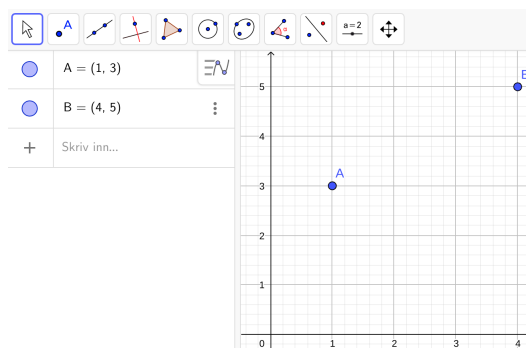 A
α
a = 2
A = (1, 3)
B = (4, 5)
+ Skriv inn...
B
5
4
A
3
2
1
0 1 2 3 4